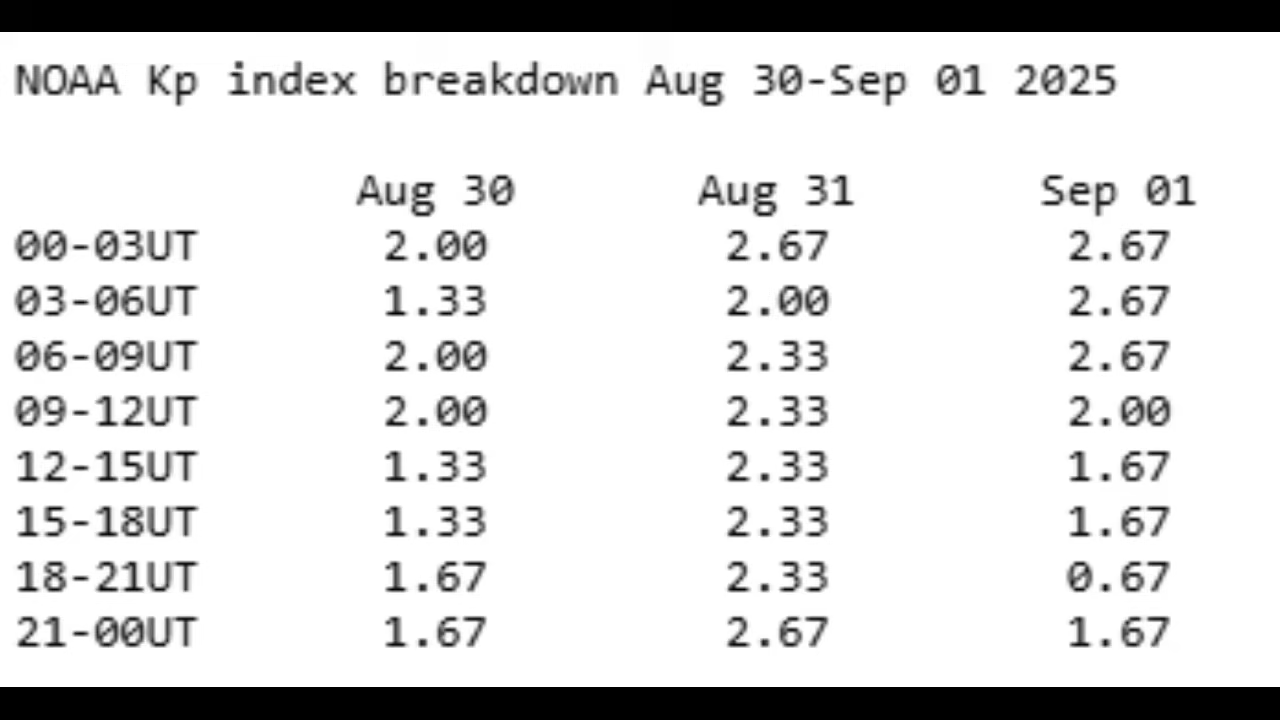 NOAA Kp index breakdown Aug 30-Sep 01 2025
Aug 30 Aug 31 Sep 01
00-03UT 2.00 2.67 2.67
03-06UT 1.33 2.00 2.67
06-09UT 2.00 2.33 2.67
09-12UT 2.00 2.33 2.00
12-15UT 1.33 2.33 1.67
15-18UT 1.33 2.33 1.67
18-21UT 1.67 2.33 0.67
21-00UT 1.67 2.67 1.67